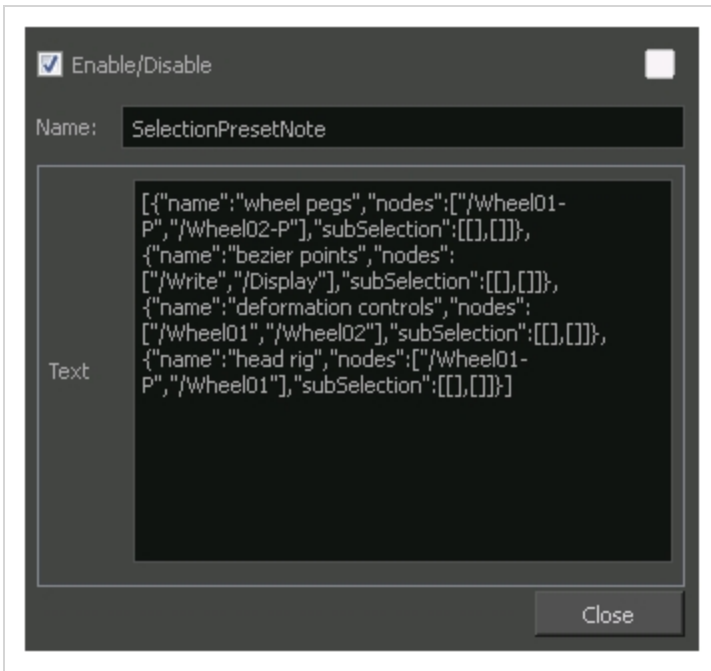 Enable/Disable
Name: SelectionPresetNote
Text
[{"name":"wheel pegs","nodes":["/Wheel01-
P","/Wheel02-P"],"subSelection":[[],[]]},
{"name":"bezier points","nodes":
["/Write","/Display"],"subSelection":[[],[]]},
{"name":"deformation controls","nodes":
["/Wheel01","/Wheel02"],"subSelection":[[],[]]},
{"name":"head rig","nodes":["/Wheel01-
P","/Wheel01"],"subSelection":[[],[]]}]
Close